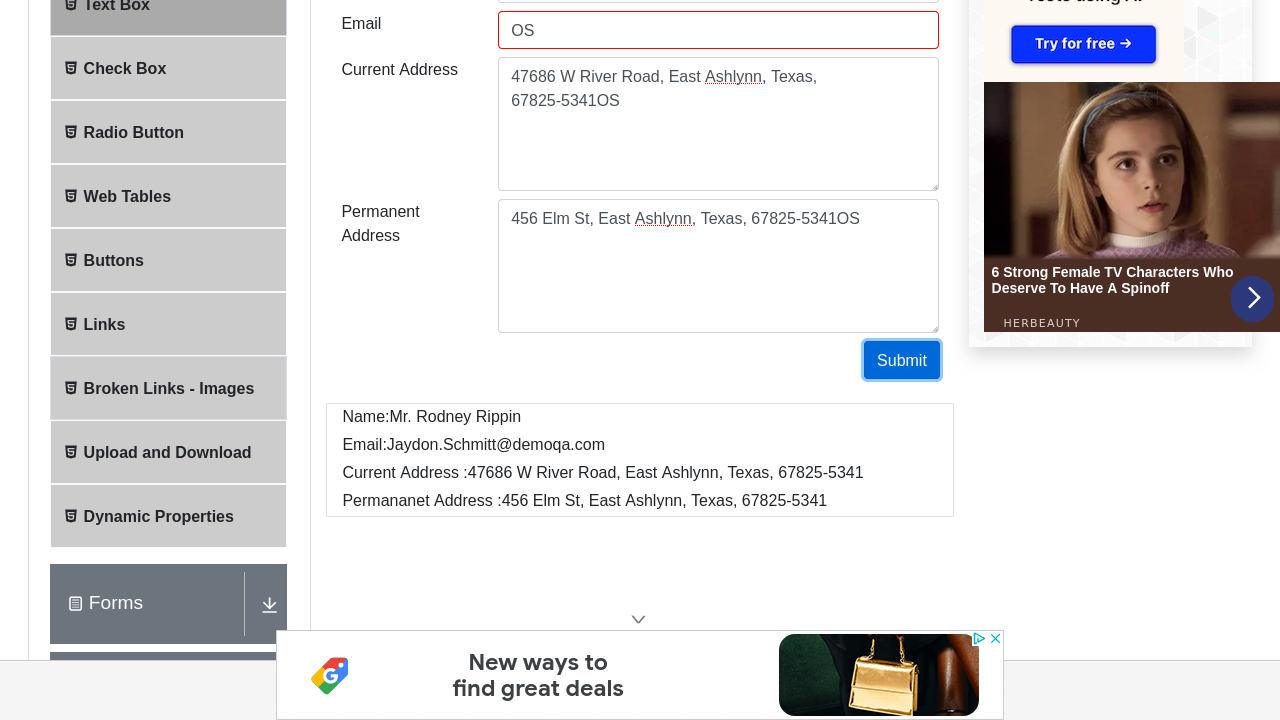 Text Box
Check Box
Radio Button
Web Tables
Buttons
Links
Broken Links - Images
Upload and Download
Dynamic Properties
Forms
Email
OS
Current Address
47686 W River Road, East Ashlynn, Texas,
67825-5341OS
Permanent
Address
456 Elm St, East Ashlynn, Texas, 67825-5341OS
Submit
Name:Mr. Rodney Rippin
Email:Jaydon.Schmitt@demoqa.com
Current Address :47686 W River Road, East Ashlynn, Texas, 67825-5341
Permananet Address :456 Elm St, East Ashlynn, Texas, 67825-5341
Try for free →
6 Strong Female TV Characters Who
Deserve To Have A Spinoff
HERBEAUTY
New ways to
find great deals